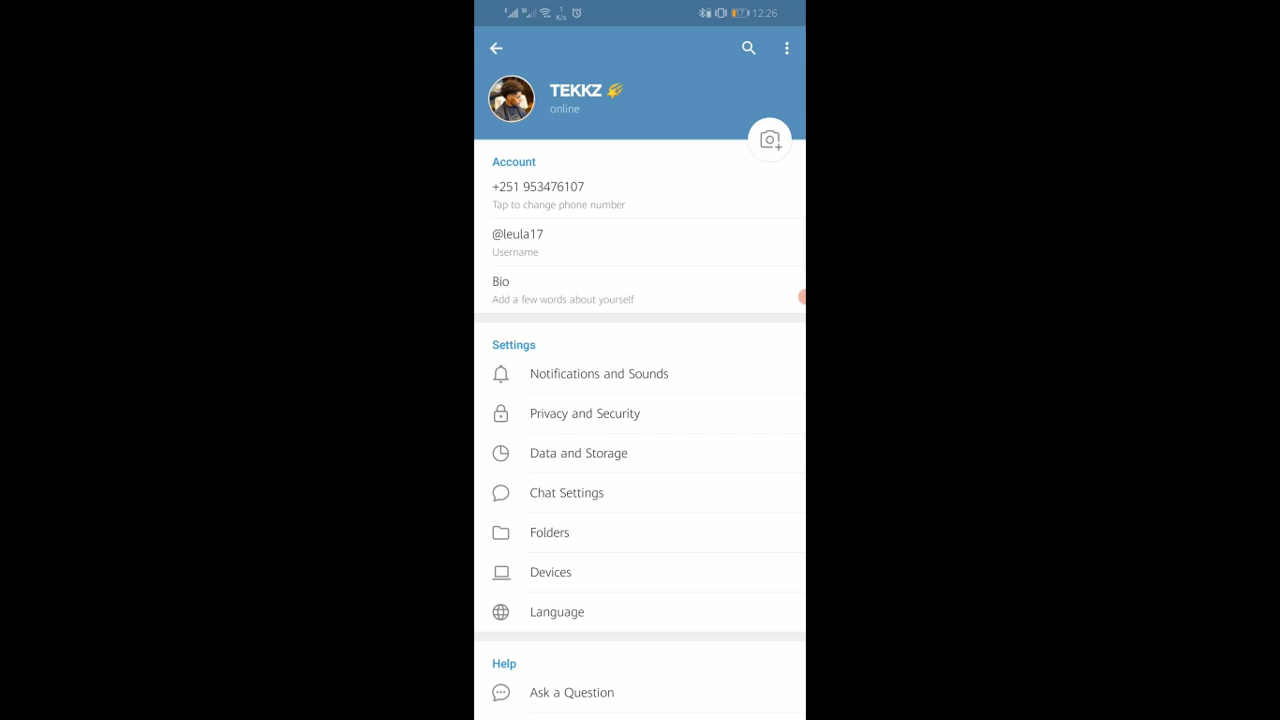 12:26
TEKKZ
online
Account
+251 953476107
Tap to change phone number
@leula17
Username
Bio
Add a few words about yourself
Settings
Notifications and Sounds
Privacy and Security
Data and Storage
Chat Settings
Folders
Devices
Language
Help
Ask a Question